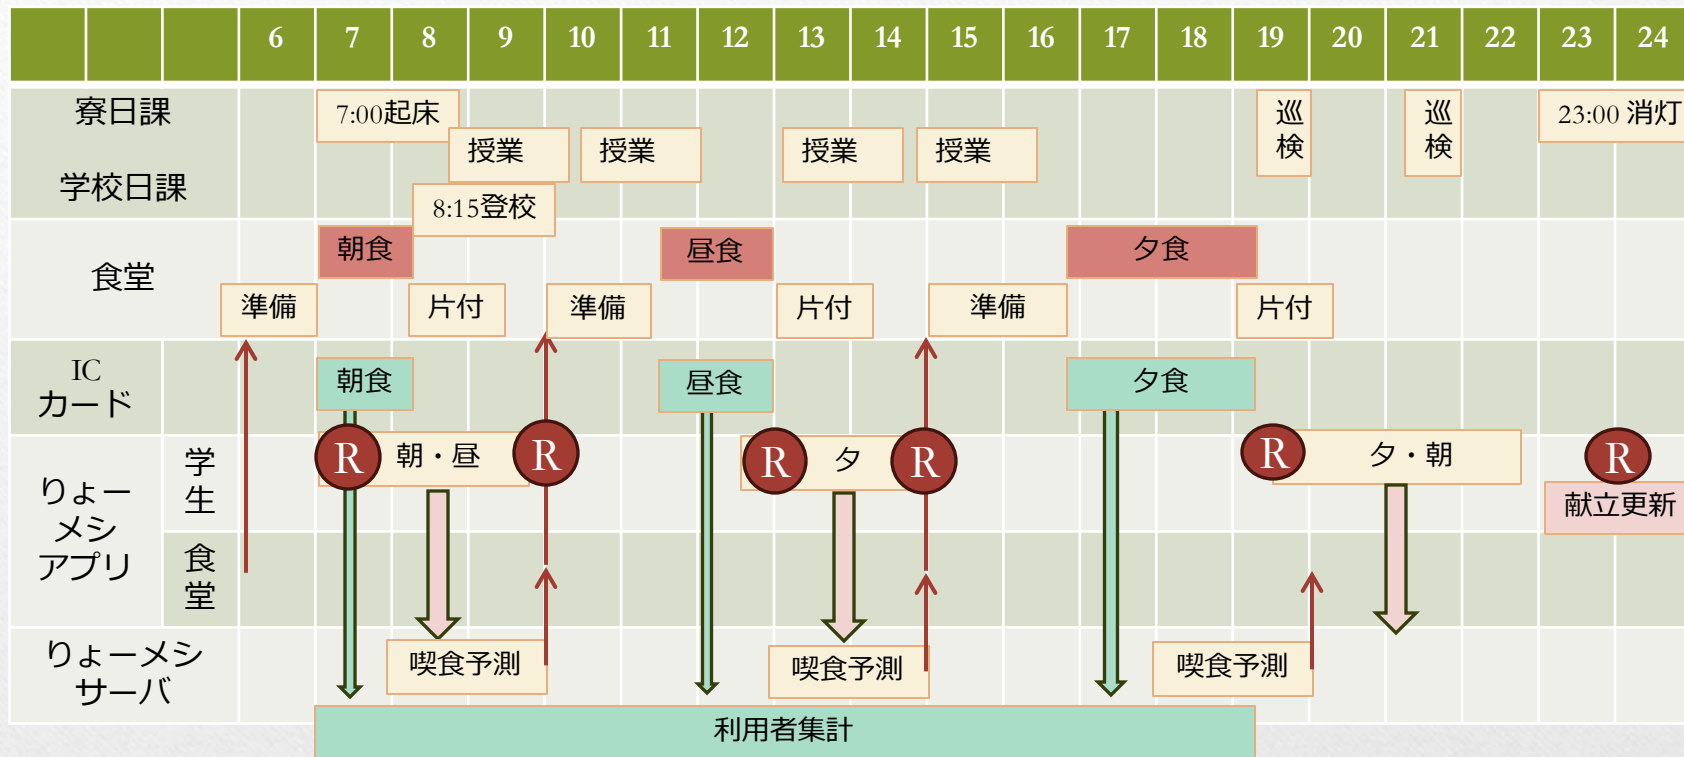 6 7 8 9 10 11 12 13 14 15 16 17 18 19 20 21 22 23 24
寮日課
7:00起床
巡
検
巡
検
23:00 消灯
授業 授業 授業 授業
学校日課
8:15登校
食堂
朝食 昼食 夕食
準備 片付 準備 片付 準備 片付
IC
カード
朝食 昼食 夕食
りょー
メシ
アプリ
学
生
R 朝・昼 R R 夕 R R 夕・朝 R
献立更新
食
堂
りょーメシ
サーバ
喫食予測 喫食予測 喫食予測
利用者集計